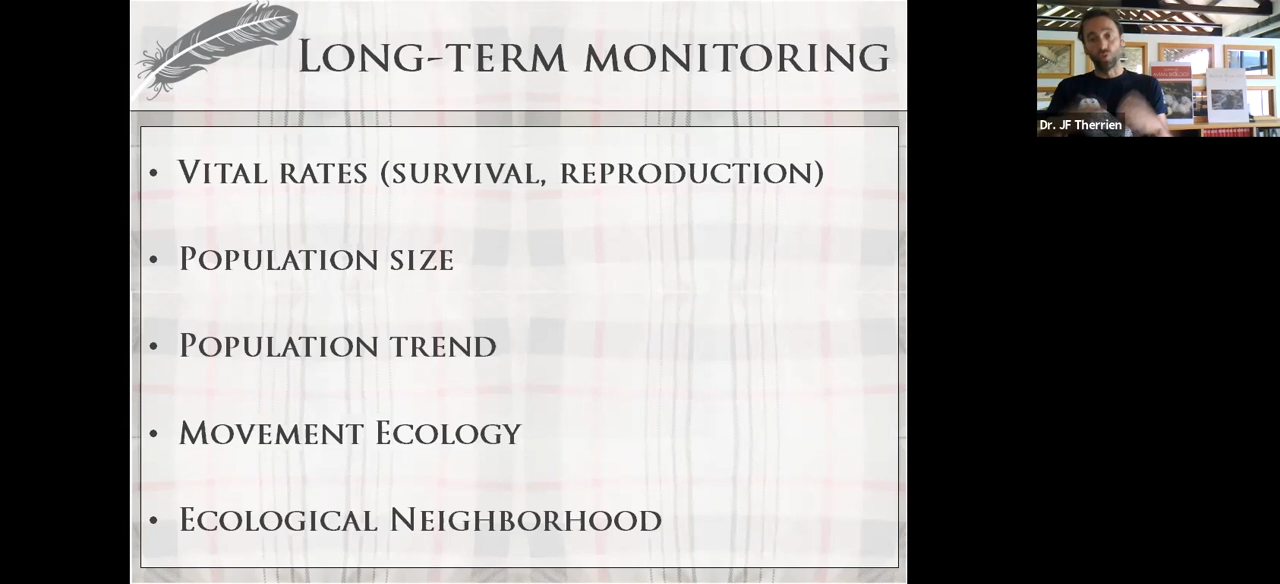 Long-term monitoring
• Vital rates (survival, reproduction)
• Population size
• Population trend
• Movement Ecology
• Ecological Neighborhood
Dr. JF Therrien